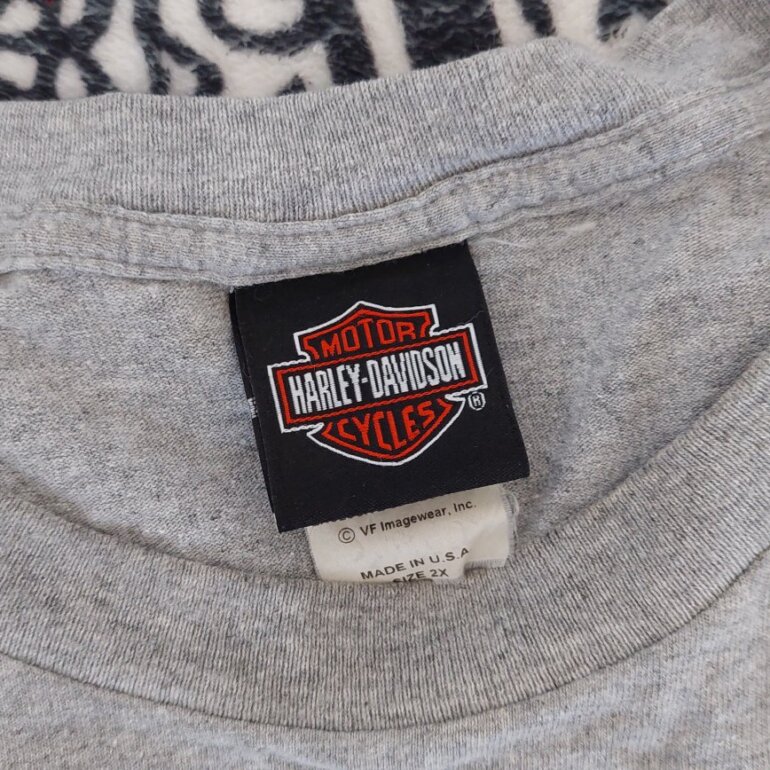 MOTOR
HARLEY-DAVIDSON
CYCLES
®
© VF Imagewear, Inc.
MADE IN U.S.A
SIZE 2X